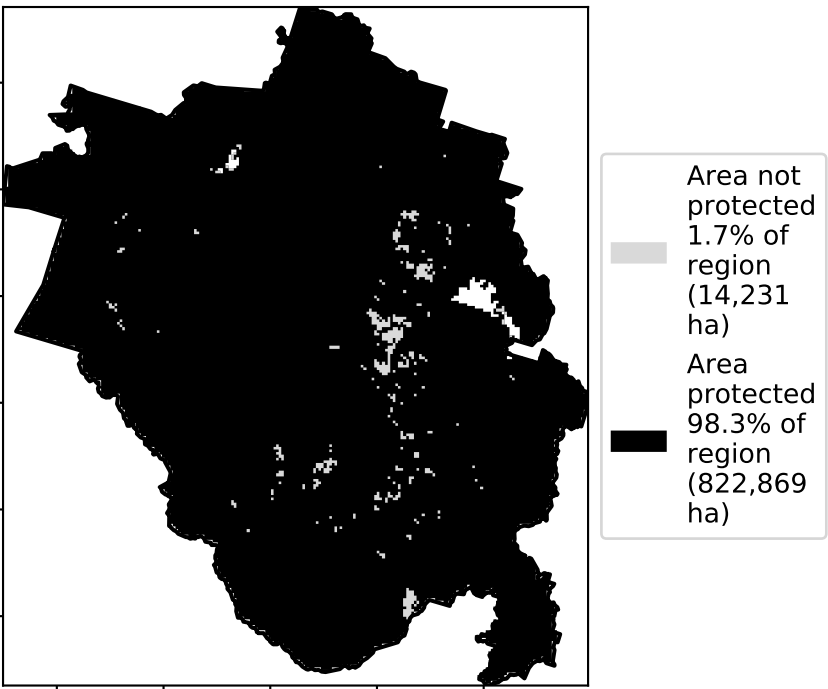 Area not
protected
1.7% of
region
(14,231
ha)
Area
protected
98.3% of
region
(822,869
ha)